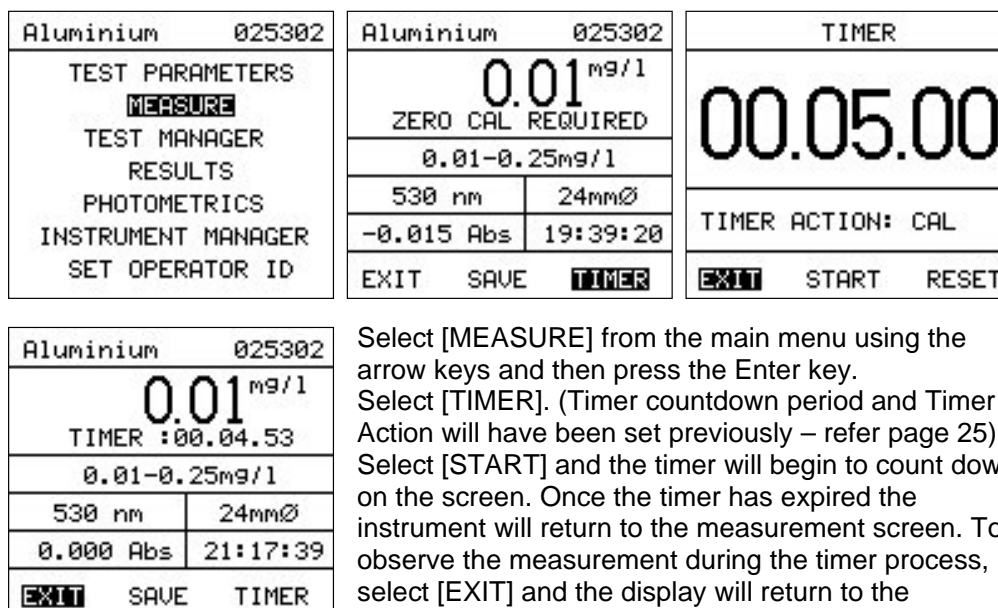 Aluminium 025302
TEST PARAMETERS
MEASURE
TEST MANAGER
RESULTS
PHOTOMETRICS
INSTRUMENT MANAGER
SET OPERATOR ID
Aluminium 025302
0.01 mg/l
ZERO CAL REQUIRED
0.01-0.25mg/l
530 nm 24mmØ
-0.015 Abs 19:39:20
EXIT SAVE TIMER
TIMER
00.05.00
TIMER ACTION: CAL
EXIT START RESET
Aluminium 025302
0.01 mg/l
TIMER :00.04.53
0.01-0.25mg/l
530 nm 24mmØ
0.000 Abs 21:17:39
EXIT SAVE TIMER
Select [MEASURE] from the main menu using the
arrow keys and then press the Enter key.
Select [TIMER]. (Timer countdown period and Timer
Action will have been set previously – refer page 25)
Select [START] and the timer will begin to count dow
on the screen. Once the timer has expired the
instrument will return to the measurement screen. To
observe the measurement during the timer process,
select [EXIT] and the display will return to the